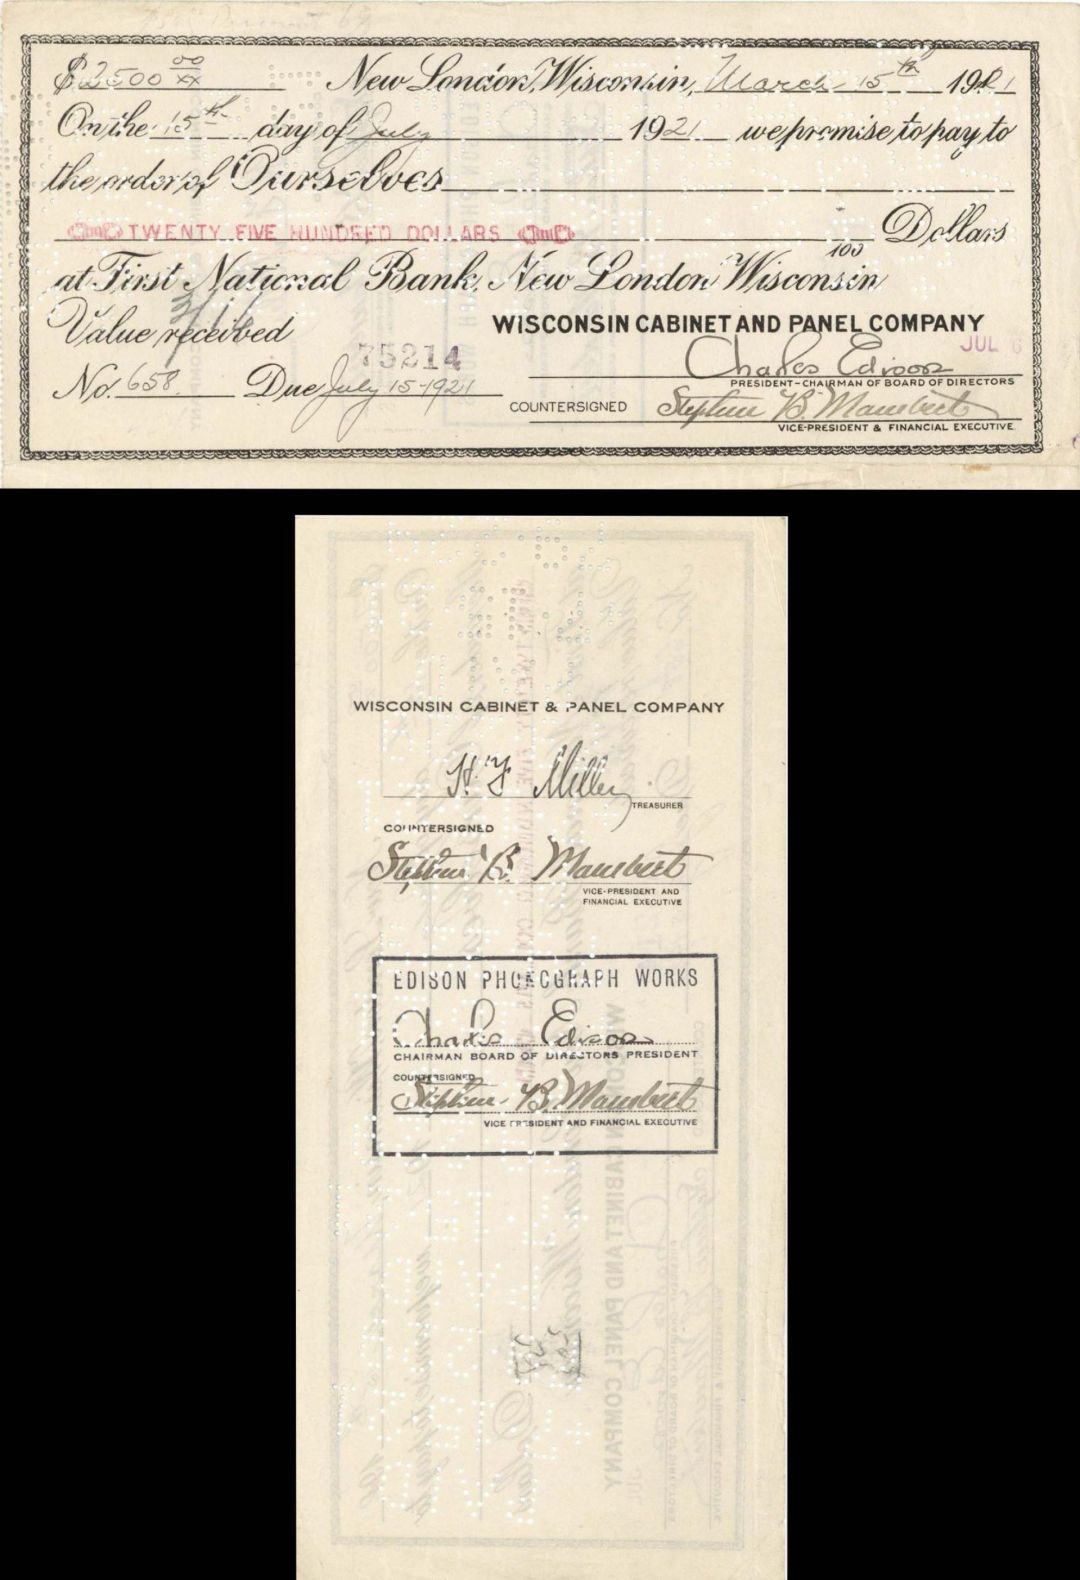 $2500 00/xx New London, Wisconsin, March 15th 1921
On the 15th day of July 1921 we promise to pay to
the order of Ourselves
TWENTY FIVE HUNDRED DOLLARS 100 Dollars
at First National Bank, New London Wisconsin
Value received
WISCONSIN CABINET AND PANEL COMPANY
75214
JUL 6
Charles Edison
PRESIDENT-CHAIRMAN OF BOARD OF DIRECTORS
No. 658 Due July 15-1921
COUNTERSIGNED Stephen B. Mambert
VICE-PRESIDENT & FINANCIAL EXECUTIVE
WISCONSIN CABINET & PANEL COMPANY
H. F. Miller
TREASURER
COUNTERSIGNED
Stephen B. Mambert
VICE-PRESIDENT AND
FINANCIAL EXECUTIVE
EDISON PHONOGRAPH WORKS
Charles Edison
CHAIRMAN BOARD OF DIRECTORS PRESIDENT
COUNTERSIGNED
Stephen B. Mambert
VICE PRESIDENT AND FINANCIAL EXECUTIVE